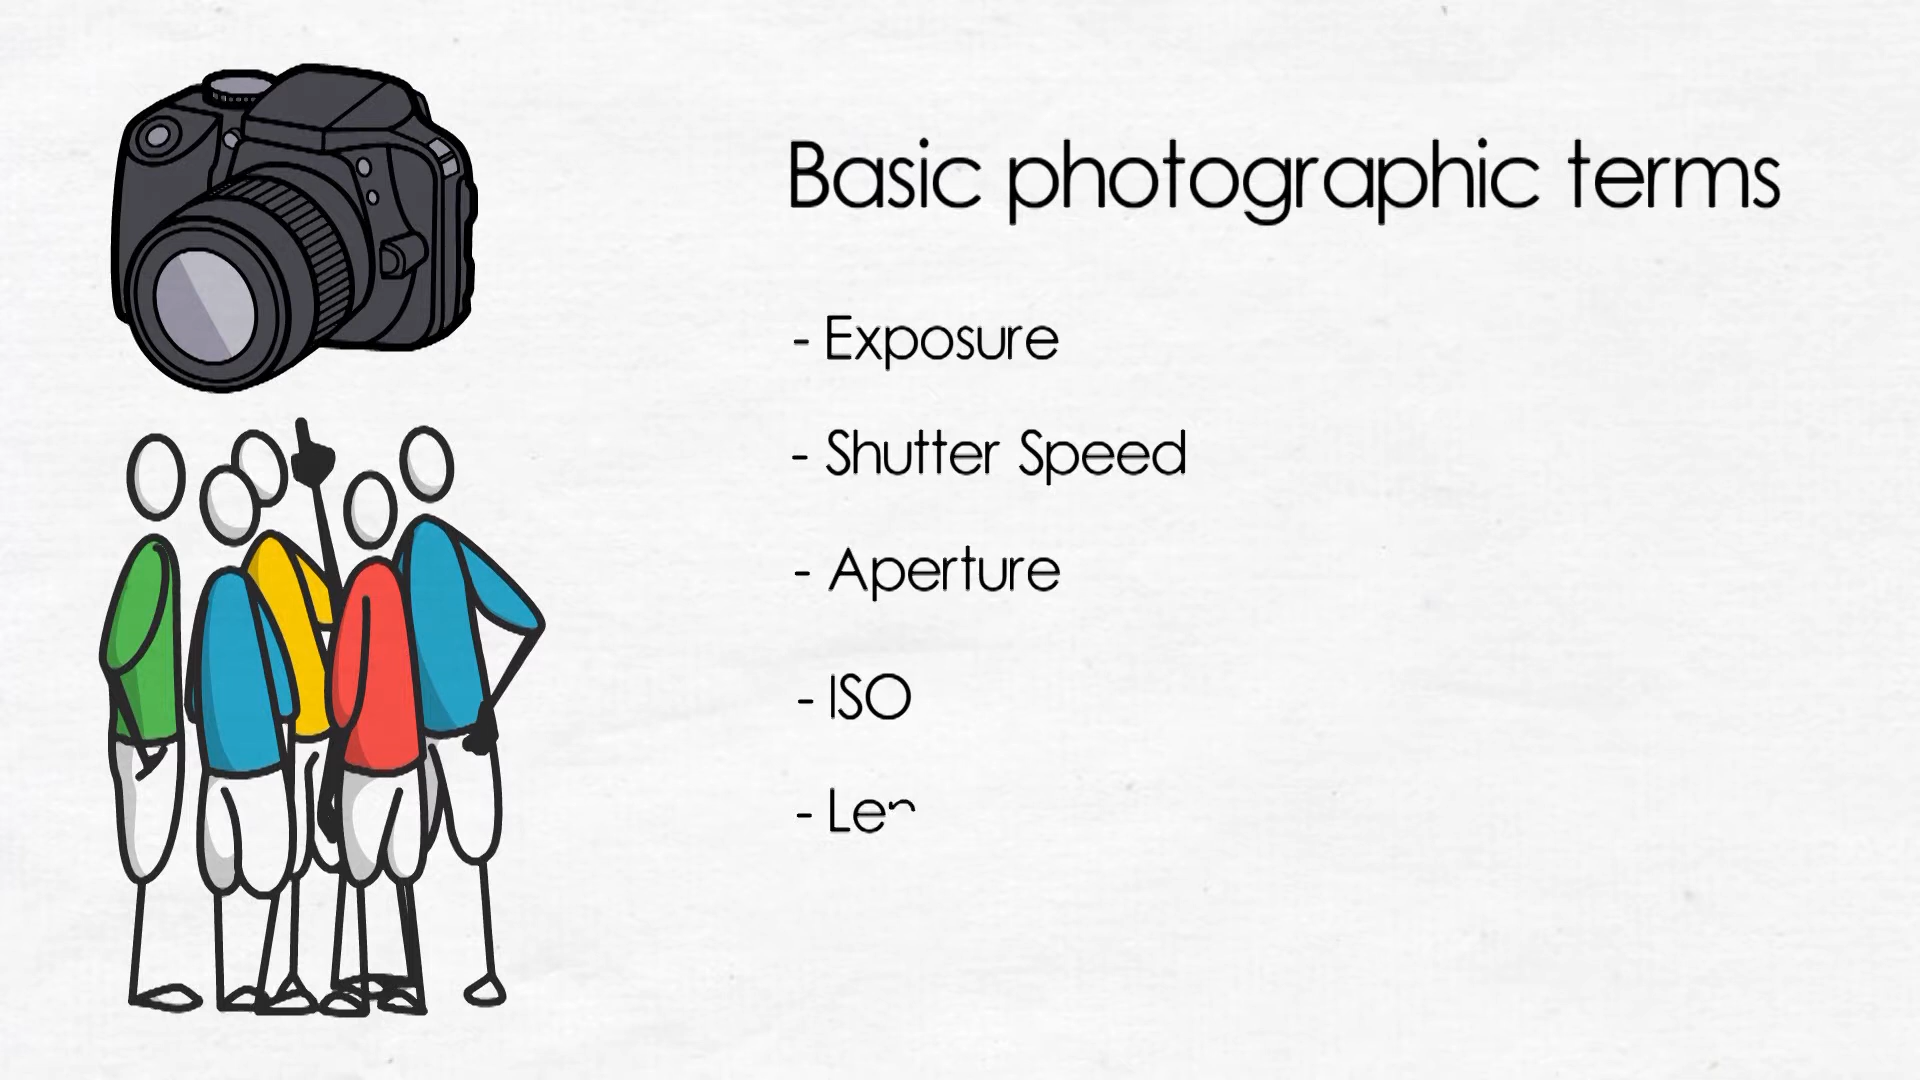 Basic photographic terms
- Exposure
- Shutter Speed
- Aperture
- ISO